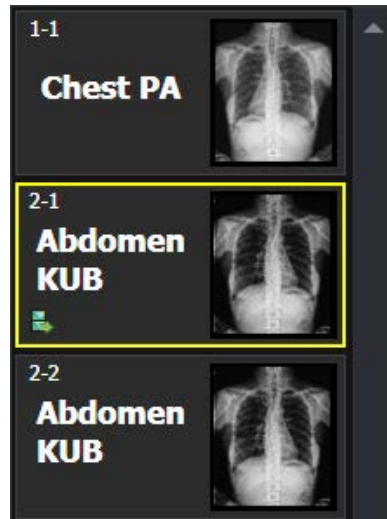 1-1
Chest PA
2-1
Abdomen
KUB
2-2
Abdomen
KUB